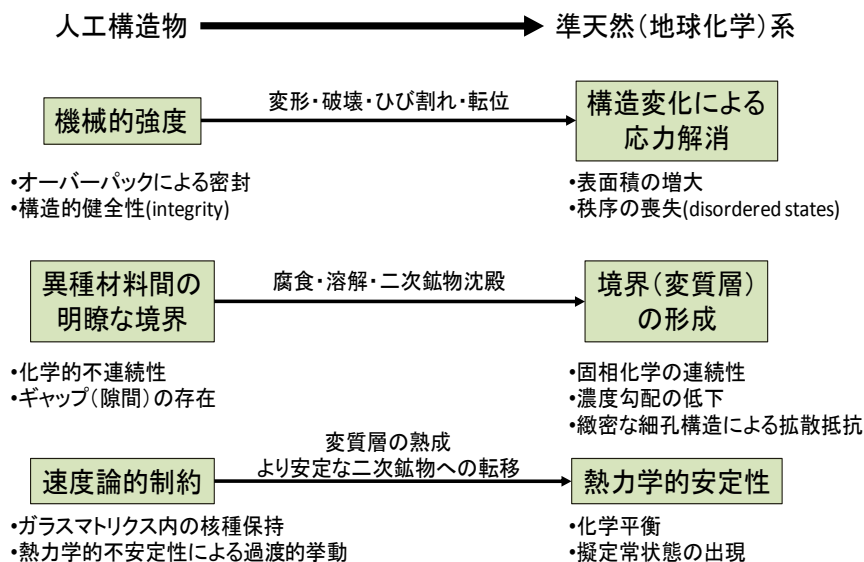 人工構造物
準天然(地球化学)系
機械的強度
変形・破壊・ひび割れ・転位
構造変化による
応力解消
•オーバーパックによる密封
•構造的健全性(integrity)
•表面積の増大
•秩序の喪失(disordered states)
異種材料間の
明瞭な境界
腐食・溶解・二次鉱物沈殿
境界(変質層)
の形成
•化学的不連続性
•ギャップ(隙間)の存在
•固相化学の連続性
•濃度勾配の低下
•緻密な細孔構造による拡散抵抗
速度論的制約
変質層の熟成
より安定な二次鉱物への転移
熱力学的安定性
•ガラスマトリクス内の核種保持
•熱力学的不安定性による過渡的挙動
•化学平衡
•擬定常状態の出現